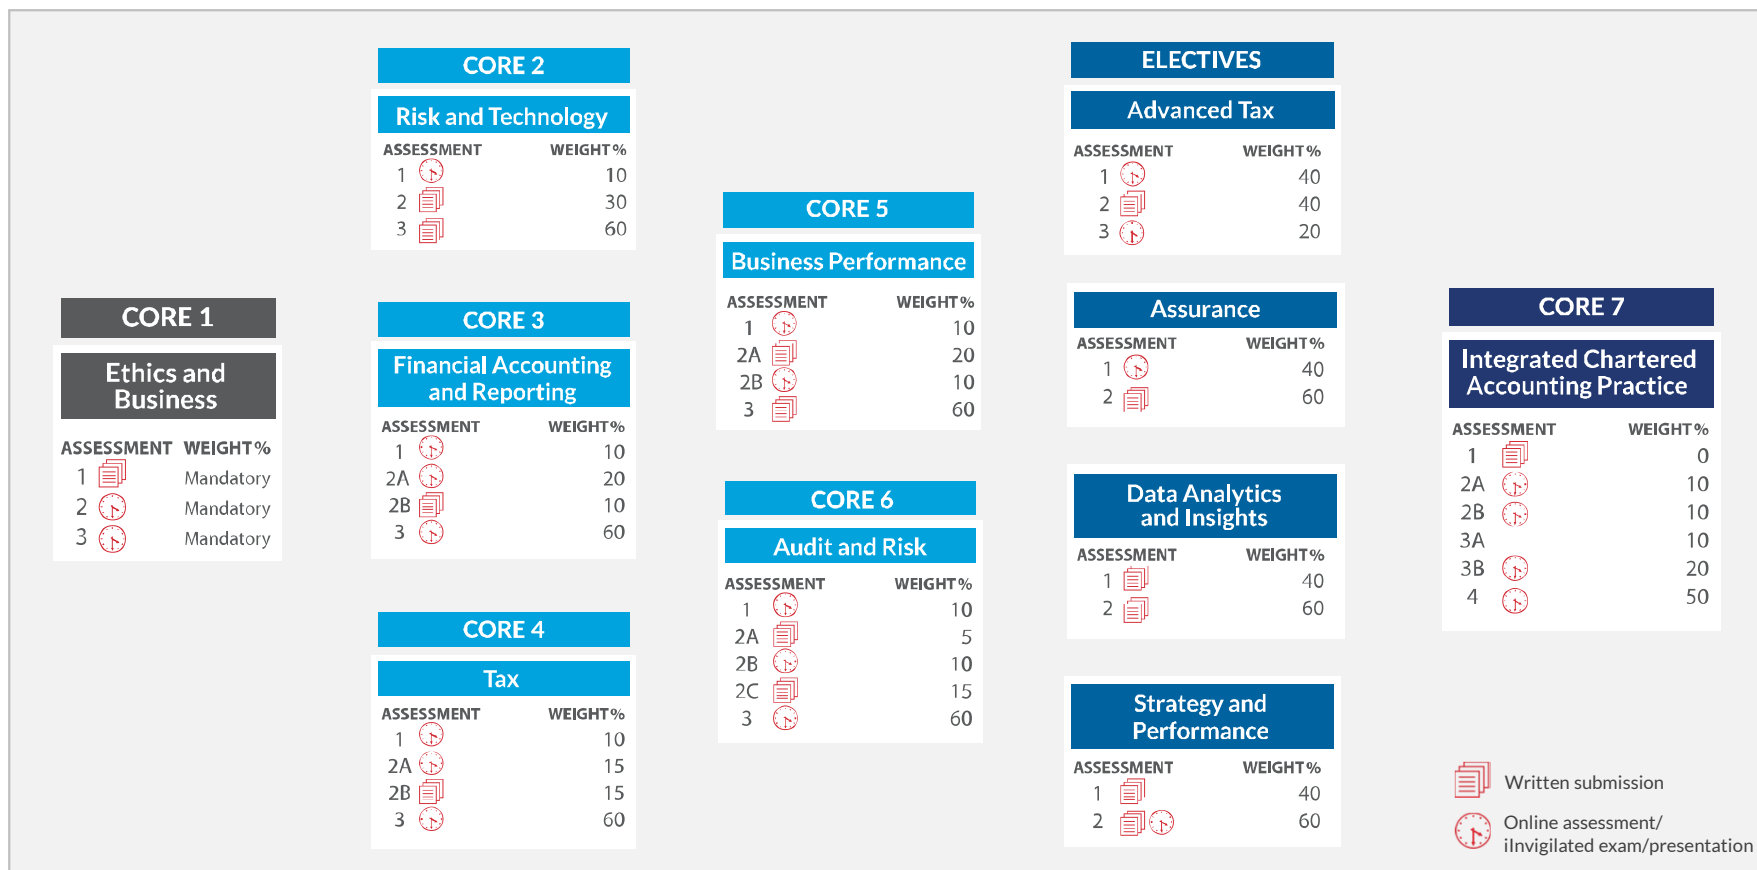 CORE 1
Ethics and
Business
ASSESSMENT WEIGHT%
1 Mandatory
2 Mandatory
3 Mandatory
CORE 2
Risk and Technology
ASSESSMENT WEIGHT%
1 10
2 30
3 60
CORE 3
Financial Accounting
and Reporting
ASSESSMENT WEIGHT%
1 10
2A 20
2B 10
3 60
CORE 4
Tax
ASSESSMENT WEIGHT%
1 10
2A 15
2B 15
3 60
CORE 5
Business Performance
ASSESSMENT WEIGHT%
1 10
2A 20
2B 10
3 60
CORE 6
Audit and Risk
ASSESSMENT WEIGHT%
1 10
2A 5
2B 10
2C 15
3 60
ELECTIVES
Advanced Tax
ASSESSMENT WEIGHT%
1 40
2 40
3 20
Assurance
ASSESSMENT WEIGHT%
1 40
2 60
Data Analytics
and Insights
ASSESSMENT WEIGHT%
1 40
2 60
Strategy and
Performance
ASSESSMENT WEIGHT%
1 40
2 60
CORE 7
Integrated Chartered
Accounting Practice
ASSESSMENT WEIGHT%
1 0
2A 10
2B 10
3A 10
3B 20
4 50
Written submission
Online assessment/
iInvigilated exam/presentation